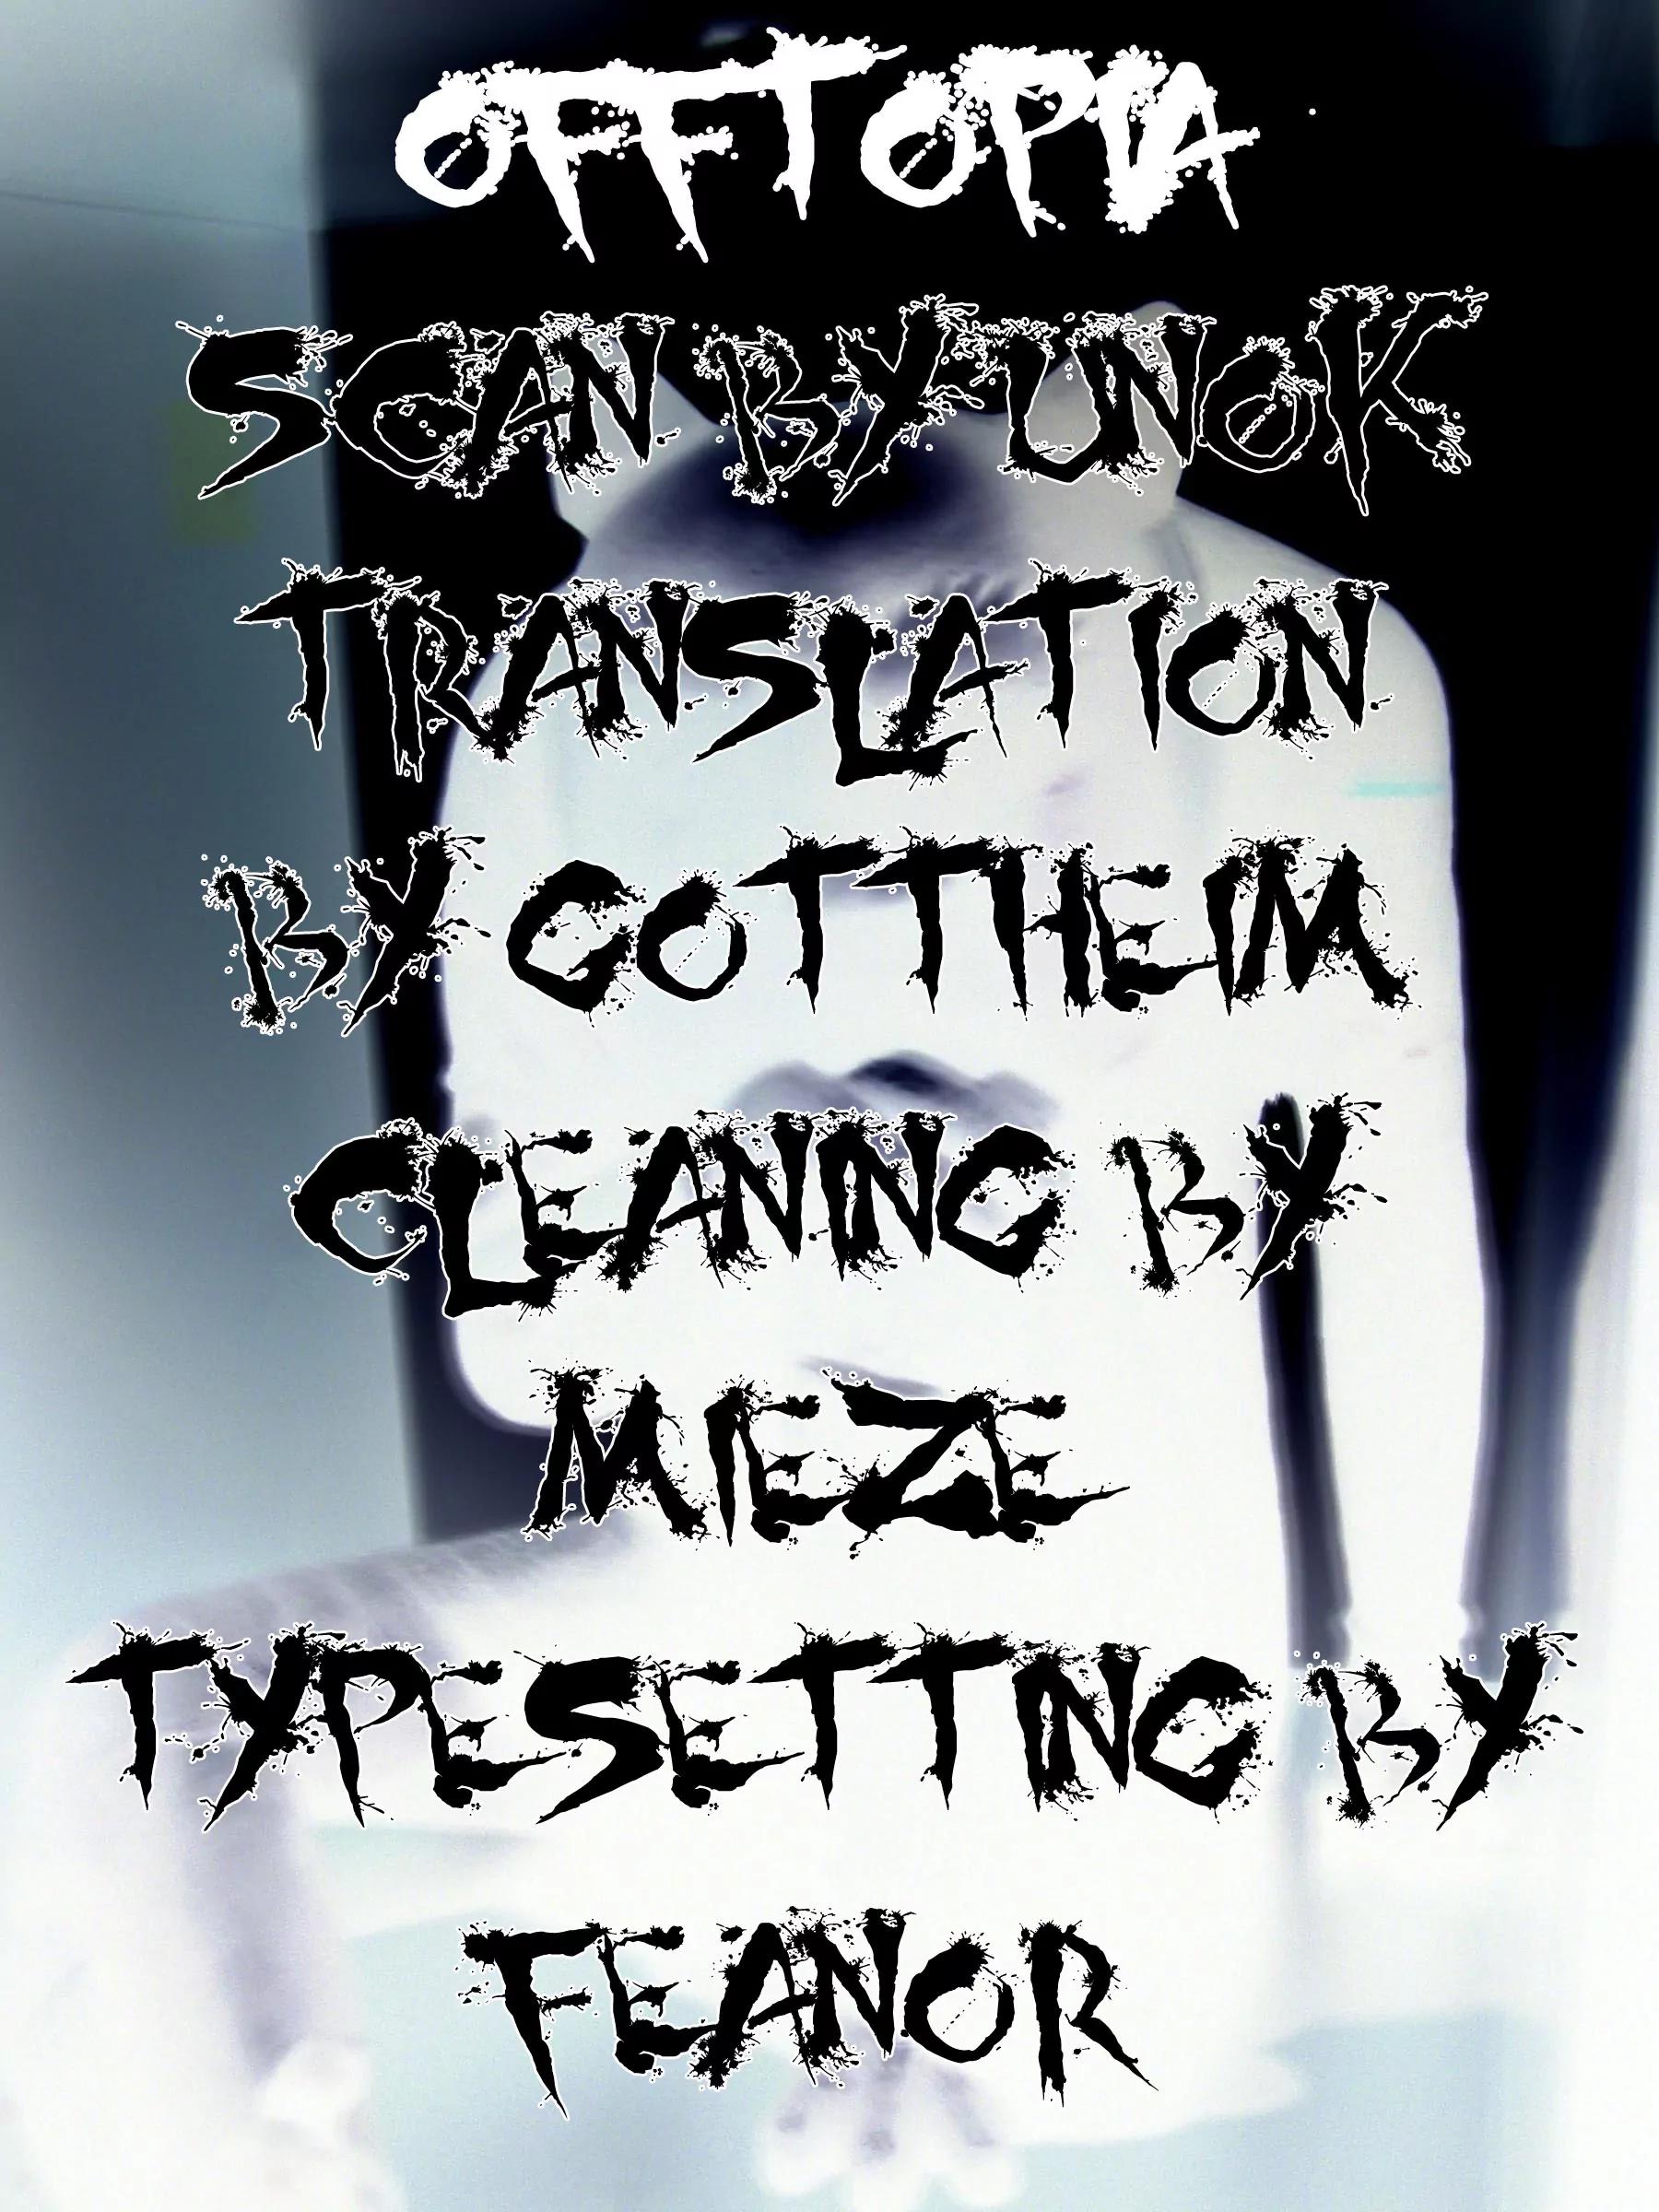 OFFTOPIA
SCAN BY UNOK
TRANSLATION
BY GOTTHEIM
CLEANING BY
MIEZE
TYPESETTING BY
FEANOR